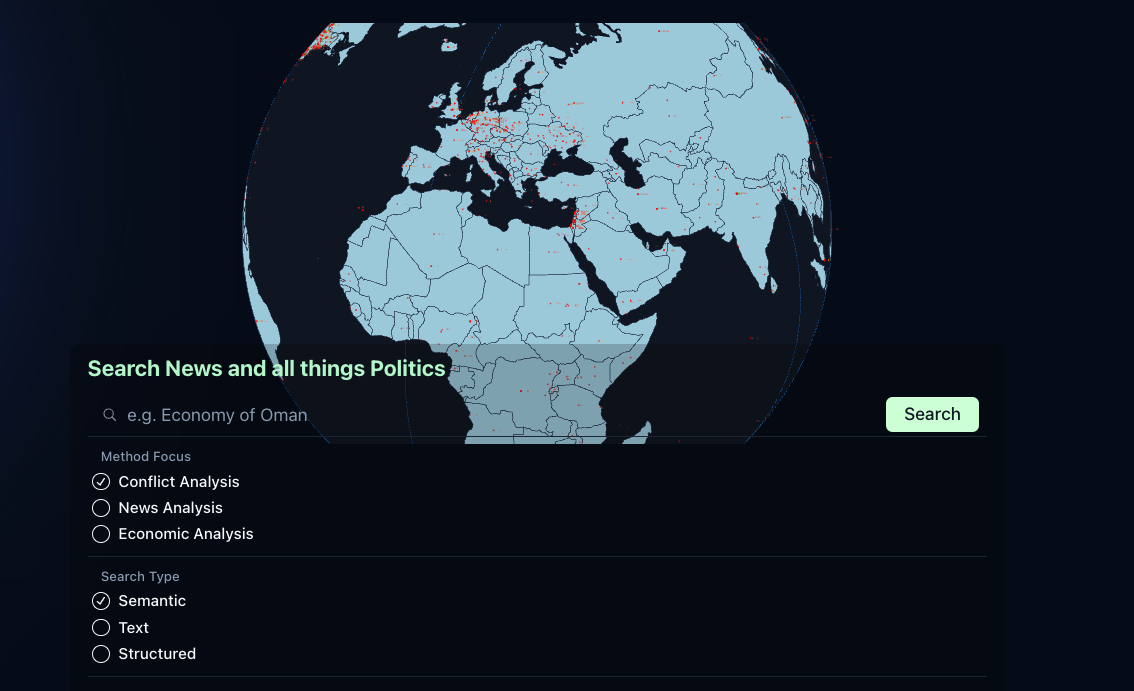 Search News and all things Politics
e.g. Economy of Oman
Search
Method Focus
Conflict Analysis
News Analysis
Economic Analysis
Search Type
Semantic
Text
Structured